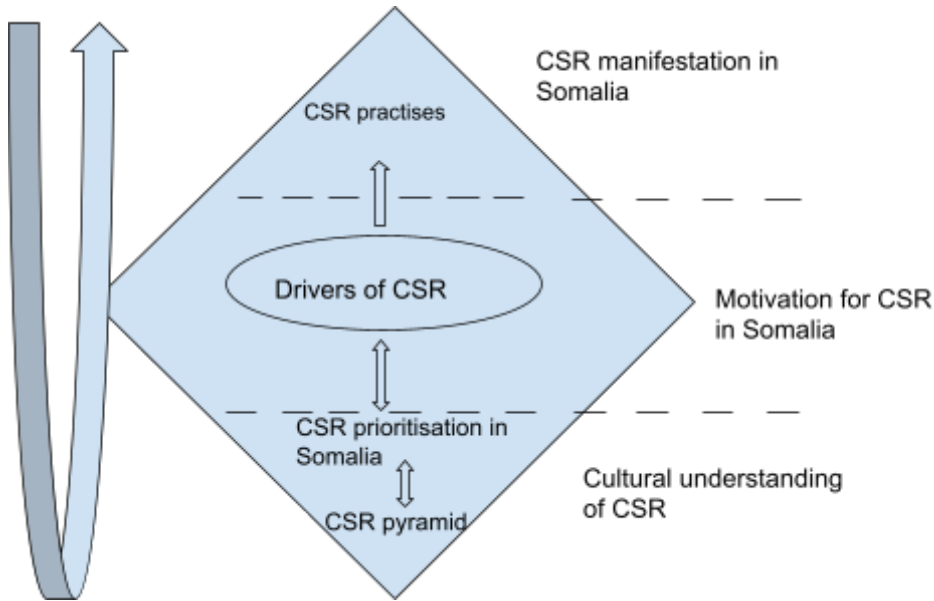 CSR manifestation in
Somalia
CSR practises
Drivers of CSR
Motivation for CSR
in Somalia
CSR prioritisation in
Somalia
Cultural understanding
of CSR
CSR pyramid